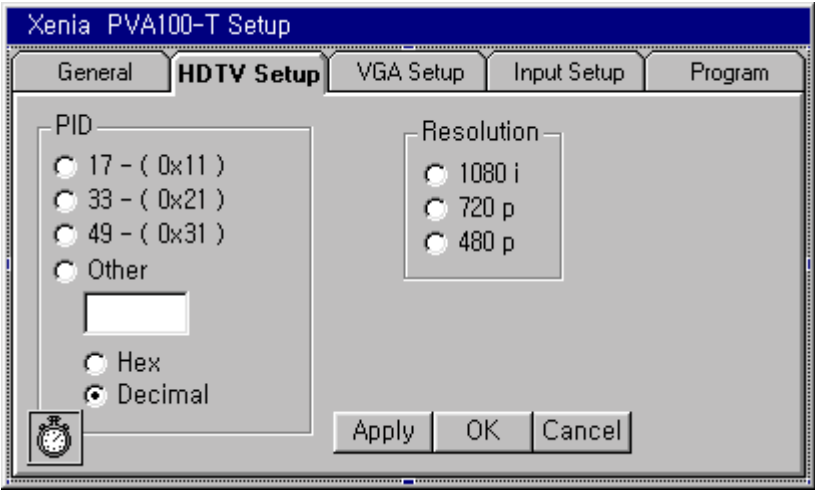 Xenia PVA100-T Setup
General HDTV Setup VGA Setup Input Setup Program
PID
17 - ( 0x11 )
33 - ( 0x21 )
49 - ( 0x31 )
Other
Hex
Decimal
Resolution
1080 i
720 p
480 p
Apply OK Cancel